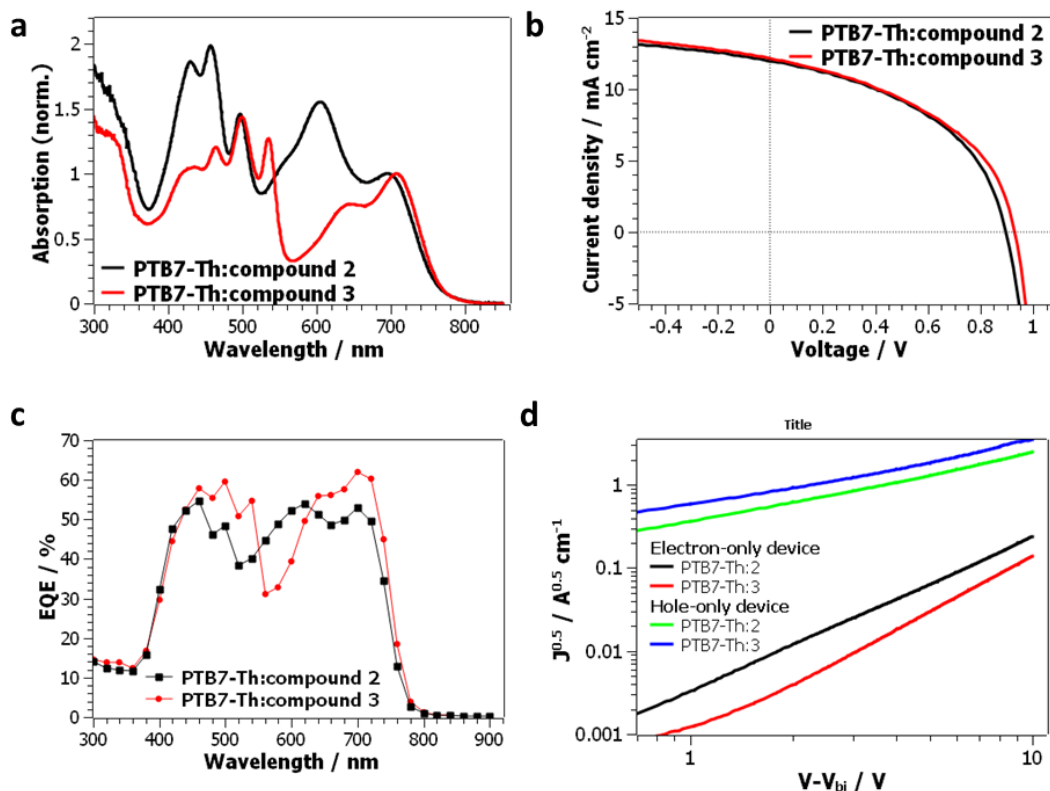 a
Absorption (norm.)
2
1.5
1
0.5
0
PTB7-Th:compound 2
PTB7-Th:compound 3
300 400 500 600 700 800
Wavelength / nm
b
Current density / mA cm⁻²
15
10
5
0
-5
PTB7-Th:compound 2
PTB7-Th:compound 3
-0.4 -0.2 0 0.2 0.4 0.6 0.8 1
Voltage / V
c
EQE / %
70
60
50
40
30
20
10
0
PTB7-Th:compound 2
PTB7-Th:compound 3
300 400 500 600 700 800 900
Wavelength / nm
d
Title
J⁰·⁵ / A⁰·⁵ cm⁻¹
1
0.1
0.01
0.001
Electron-only device
PTB7-Th:2
PTB7-Th:3
Hole-only device
PTB7-Th:2
PTB7-Th:3
1 10
V-Vbi / V